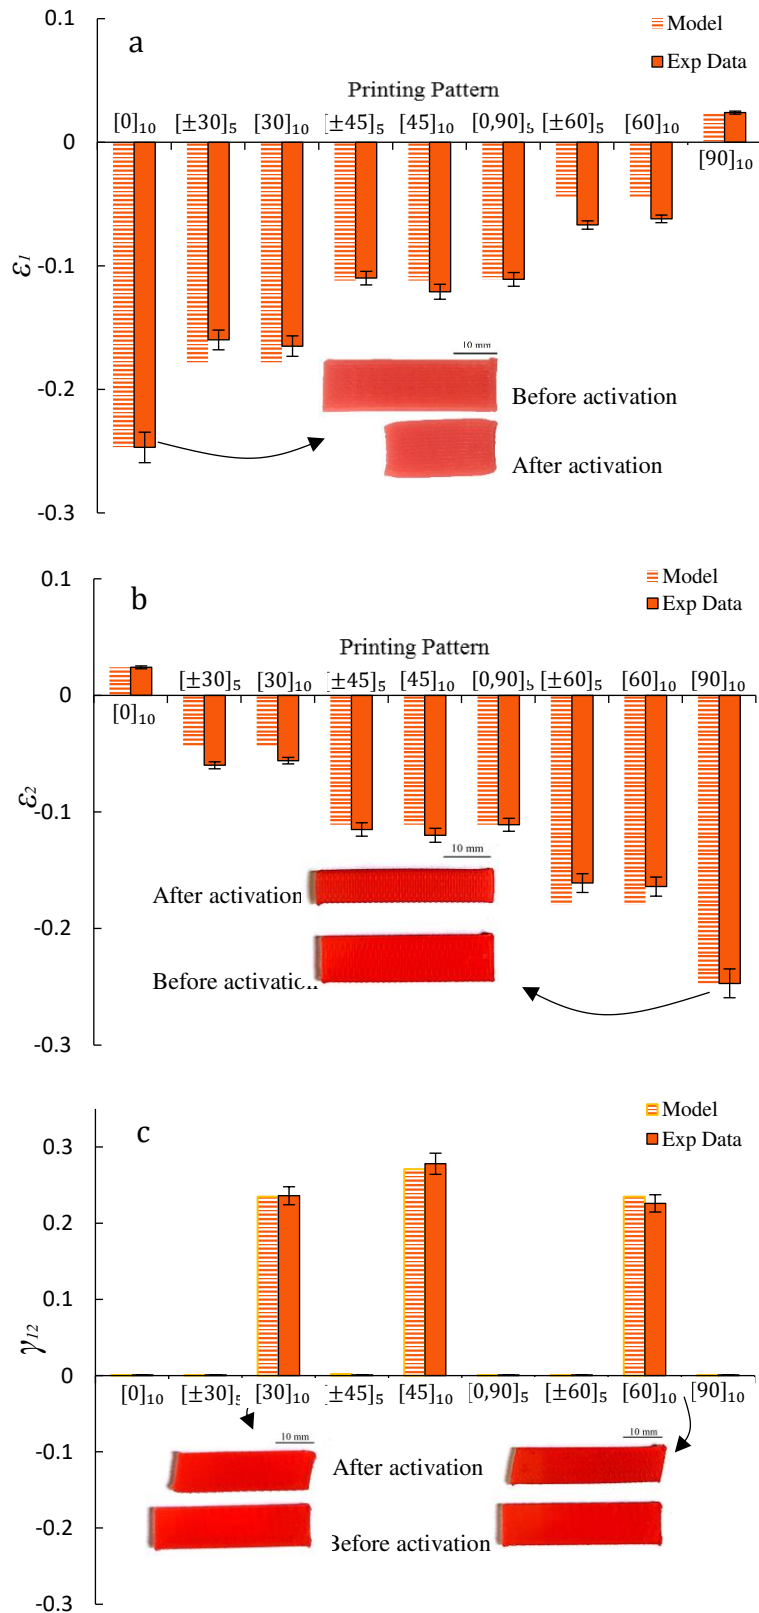 a
Model
Exp Data
Printing Pattern
0.1
0
-0.1
-0.2
-0.3
ε1
[0]10 [±30]5 [30]10 [±45]5 [45]10 [0,90]5 [±60]5 [60]10
[90]10
10 mm
Before activation
After activation
b
Model
Exp Data
Printing Pattern
0.1
0
-0.1
-0.2
-0.3
ε2
[±30]5 [30]10 [±45]5 [45]10 [0,90]5 [±60]5 [60]10 [90]10
[0]10
10 mm
After activation
Before activation
c
Model
Exp Data
0.3
0.2
0.1
0
-0.1
-0.2
-0.3
γ12
[0]10 [±30]5 [30]10 [±45]5 [45]10 [0,90]5 [±60]5 [60]10 [90]10
10 mm
10 mm
After activation
Before activation